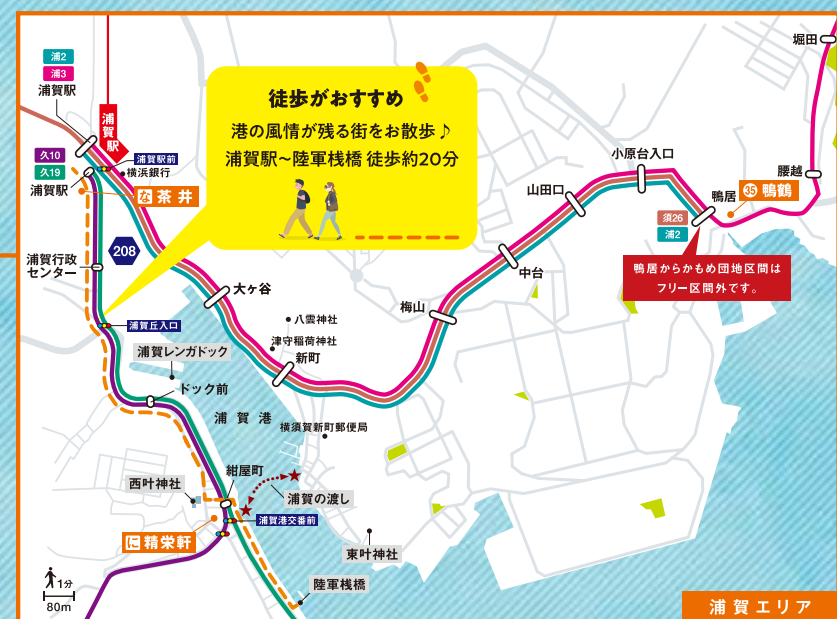 堀田
浦2
浦3
浦賀駅
浦賀駅
久10
久19
浦賀駅
浦賀駅前
横浜銀行
な 茶井
徒歩がおすすめ
港の風情が残る街をお散歩♪
浦賀駅~陸軍桟橋 徒歩約20分
小原台入口
腰越
山田口
鴨居
㉟ 鴨鶴
須26
浦2
鴨居からかもめ団地区間は
フリー区間外です。
208
浦賀行政
センター
中台
大ヶ谷
梅山
浦賀丘入口
八雲神社
津守稲荷神社
新町
浦賀レンガドック
ドック前
浦賀港
横須賀新町郵便局
紺屋町
西叶神社
浦賀の渡し
浦賀港交番前
に 精栄軒
東叶神社
陸軍桟橋
1分
80m
浦賀エリア